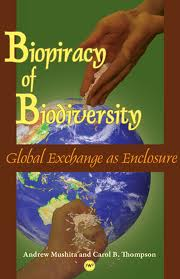 Biopiracy
of
Biodiversity
Global Exchange as Enclosure
Andrew Mushita and Carol B. Thompson